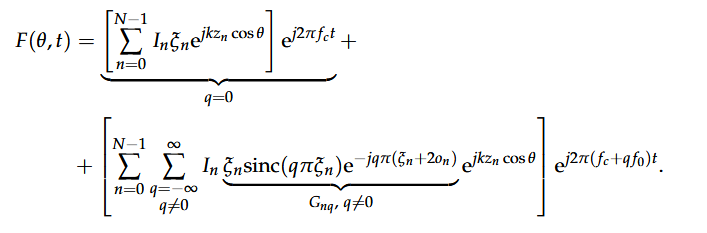 F(θ, t) = [∑_{n=0}^{N−1} I_n ξ_n e^{jkz_n cos θ}] e^{j2πf_c t} +
q=0
+ [∑_{n=0}^{N−1} ∑_{q=−∞, q≠0}^{∞} I_n ξ_n sinc(qπξ_n) e^{−jqπ(ξ_n+2o_n)} e^{jkz_n cos θ}] e^{j2π(f_c+qf_0)t}.
G_{nq}, q≠0